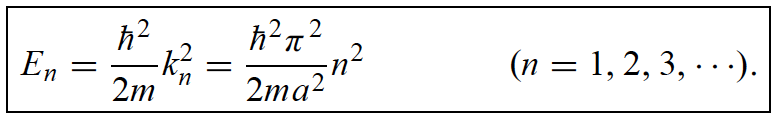 $E_n = \frac{\hbar^2}{2m} k_n^2 = \frac{\hbar^2 \pi^2}{2ma^2} n^2 \qquad (n = 1, 2, 3, \cdots).$